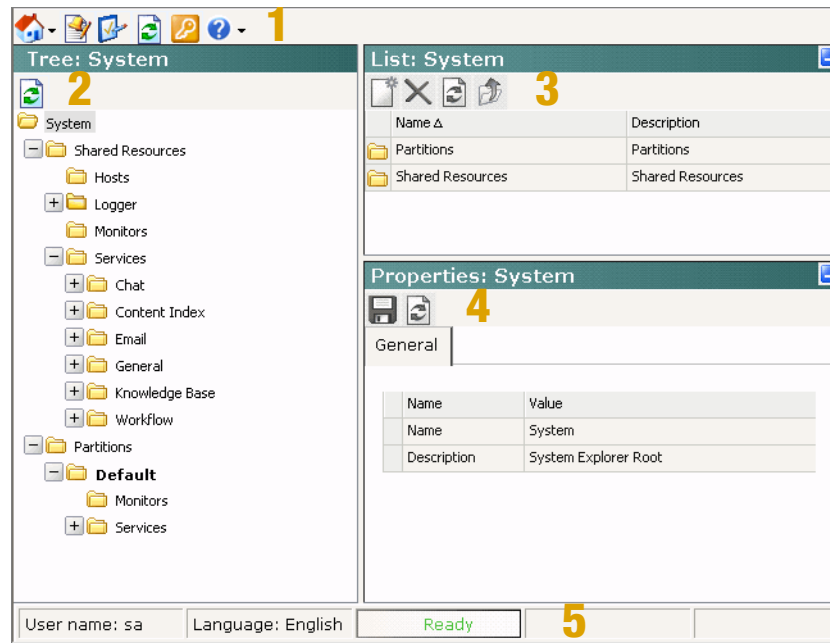 1
Tree: System
2
System
Shared Resources
Hosts
Logger
Monitors
Services
Chat
Content Index
Email
General
Knowledge Base
Workflow
Partitions
Default
Monitors
Services
List: System
3
Name Description
Partitions Partitions
Shared Resources Shared Resources
Properties: System
4
General
Name Value
Name System
Description System Explorer Root
User name: sa Language: English Ready 5